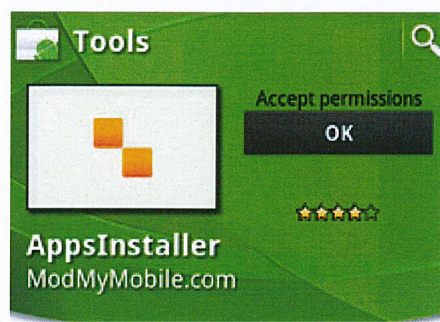 Tools
Accept permissions
OK
AppsInstaller
ModMyMobile.com